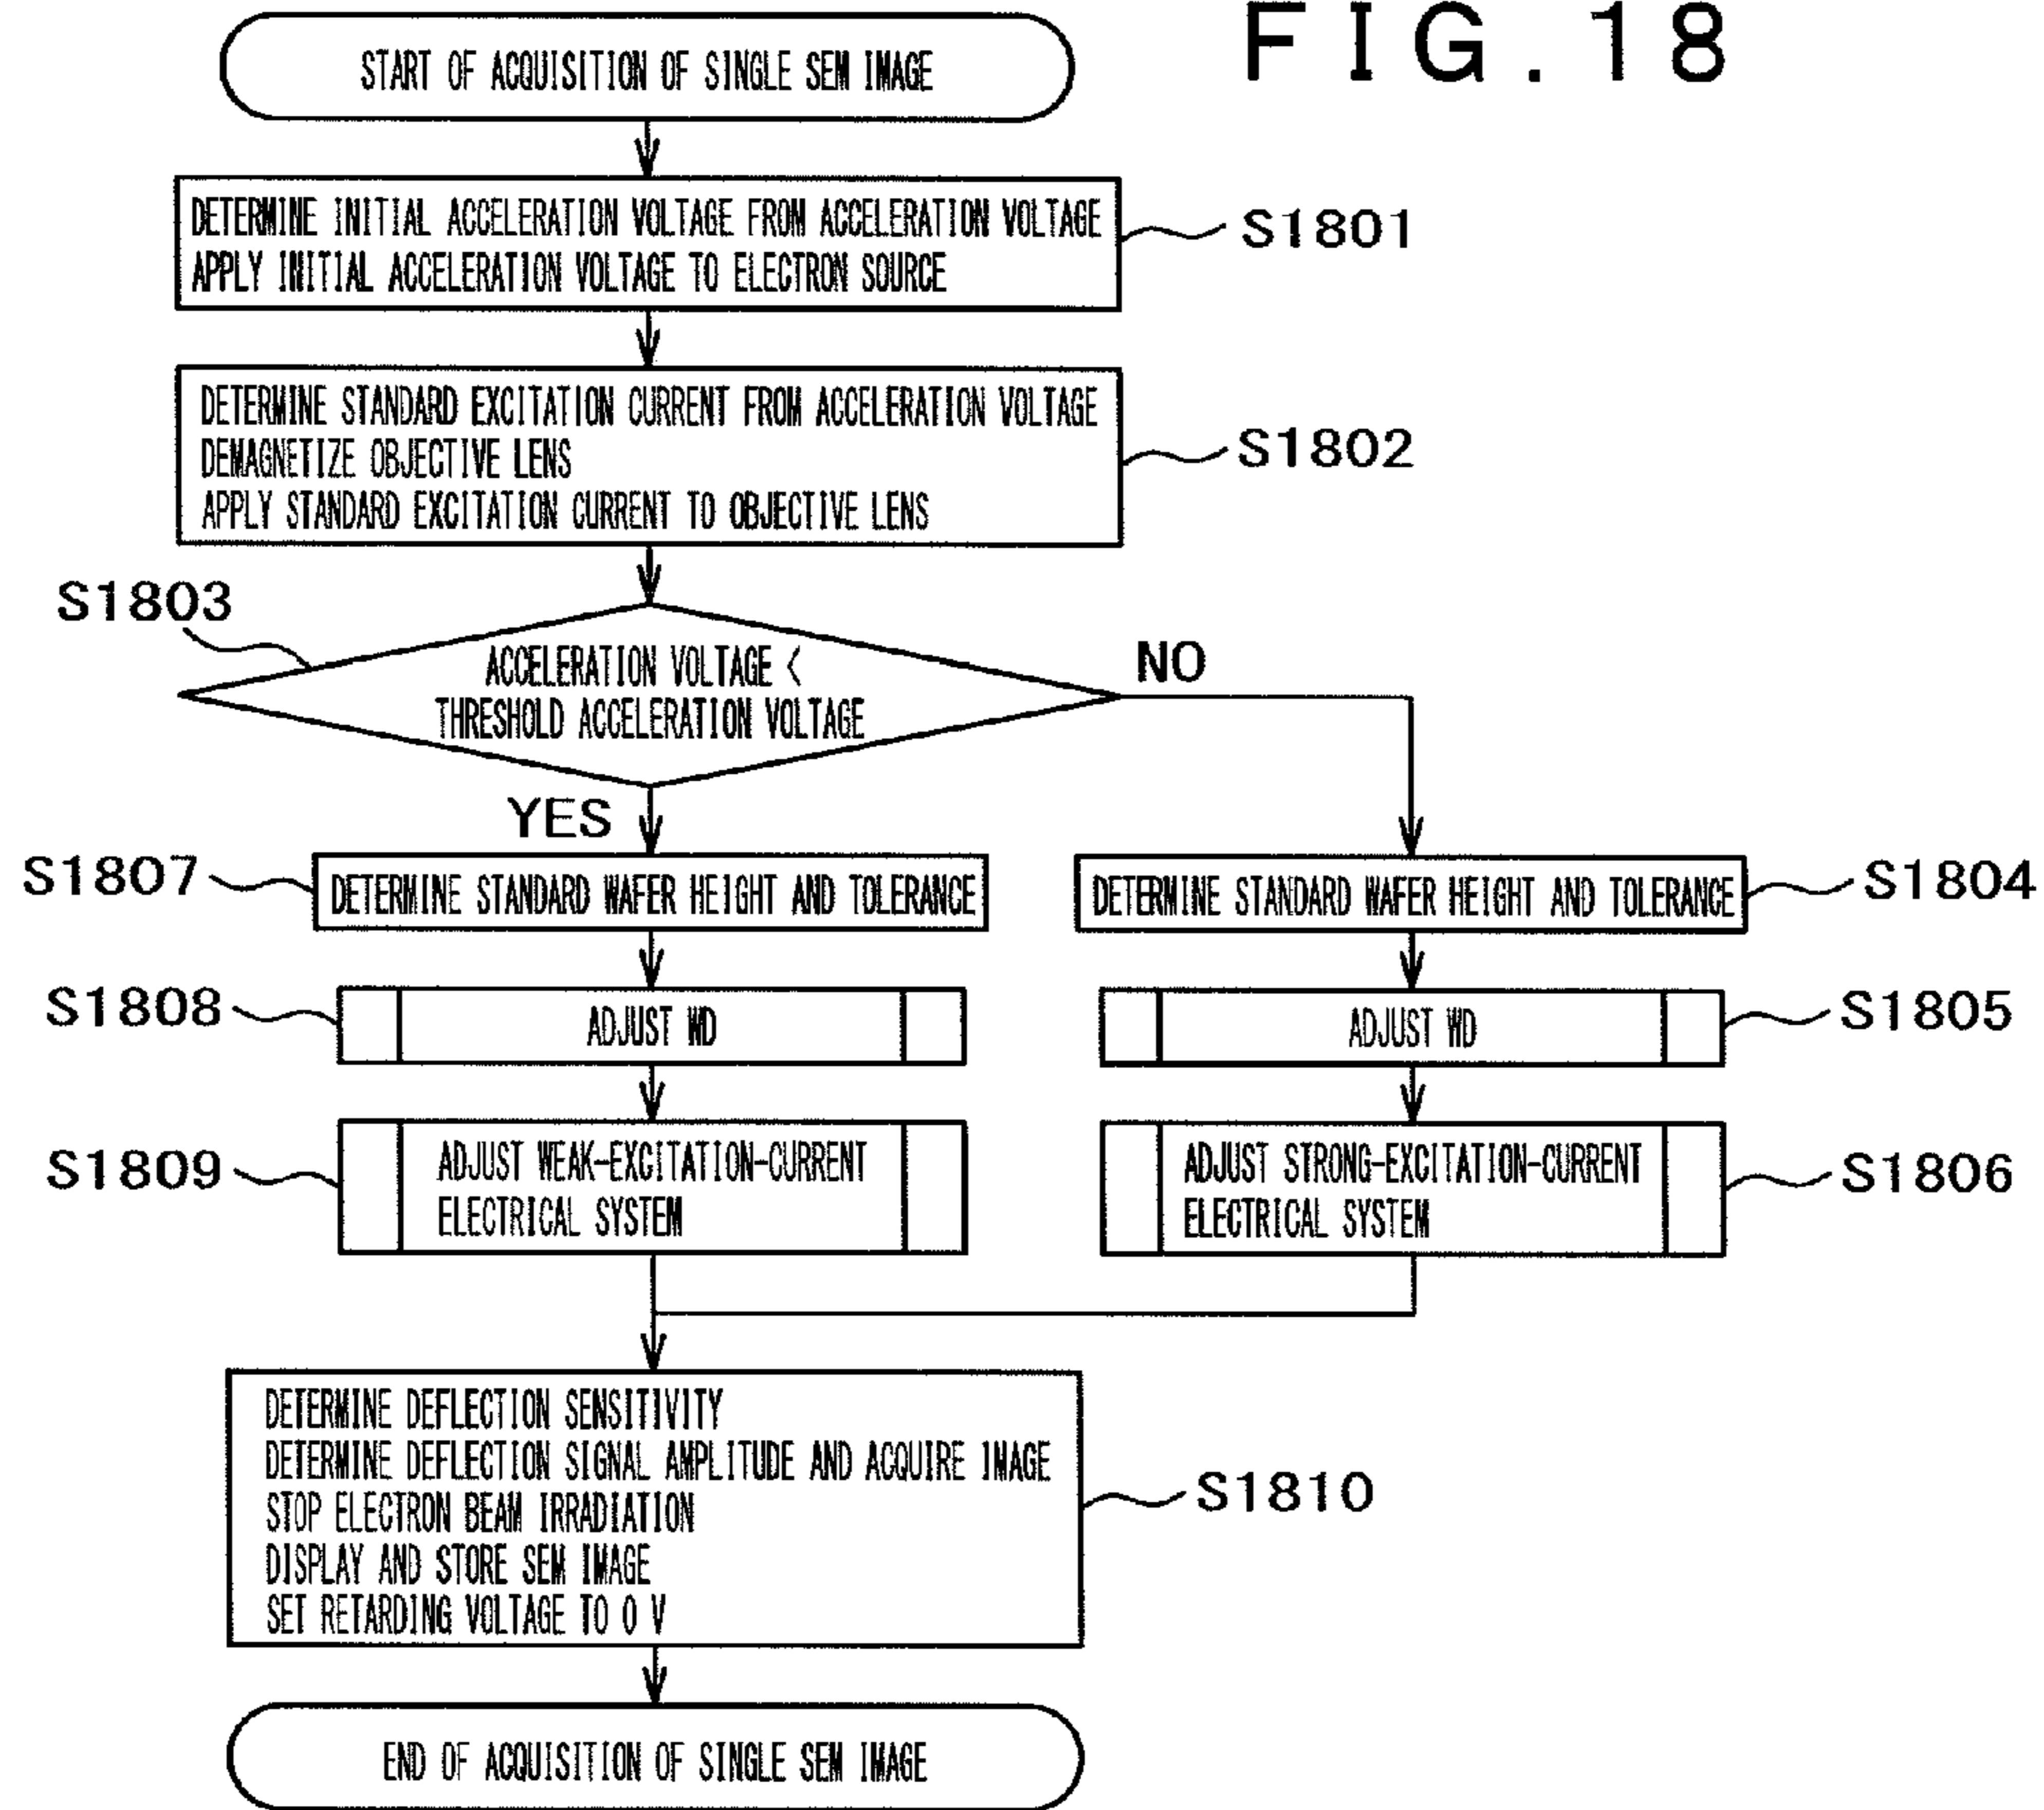 FIG.18
START OF ACQUISITION OF SINGLE SEM IMAGE
DETERMINE INITIAL ACCELERATION VOLTAGE FROM ACCELERATION VOLTAGE
APPLY INITIAL ACCELERATION VOLTAGE TO ELECTRON SOURCE
S1801
DETERMINE STANDARD EXCITATION CURRENT FROM ACCELERATION VOLTAGE
DEMAGNETIZE OBJECTIVE LENS
APPLY STANDARD EXCITATION CURRENT TO OBJECTIVE LENS
S1802
S1803
ACCELERATION VOLTAGE <
THRESHOLD ACCELERATION VOLTAGE
NO
YES
S1807
DETERMINE STANDARD WAFER HEIGHT AND TOLERANCE
DETERMINE STANDARD WAFER HEIGHT AND TOLERANCE
S1804
S1808
ADJUST WD
ADJUST WD
S1805
S1809
ADJUST WEAK-EXCITATION-CURRENT
ELECTRICAL SYSTEM
ADJUST STRONG-EXCITATION-CURRENT
ELECTRICAL SYSTEM
S1806
DETERMINE DEFLECTION SENSITIVITY
DETERMINE DEFLECTION SIGNAL AMPLITUDE AND ACQUIRE IMAGE
STOP ELECTRON BEAM IRRADIATION
DISPLAY AND STORE SEM IMAGE
SET RETARDING VOLTAGE TO 0 V
S1810
END OF ACQUISITION OF SINGLE SEM IMAGE